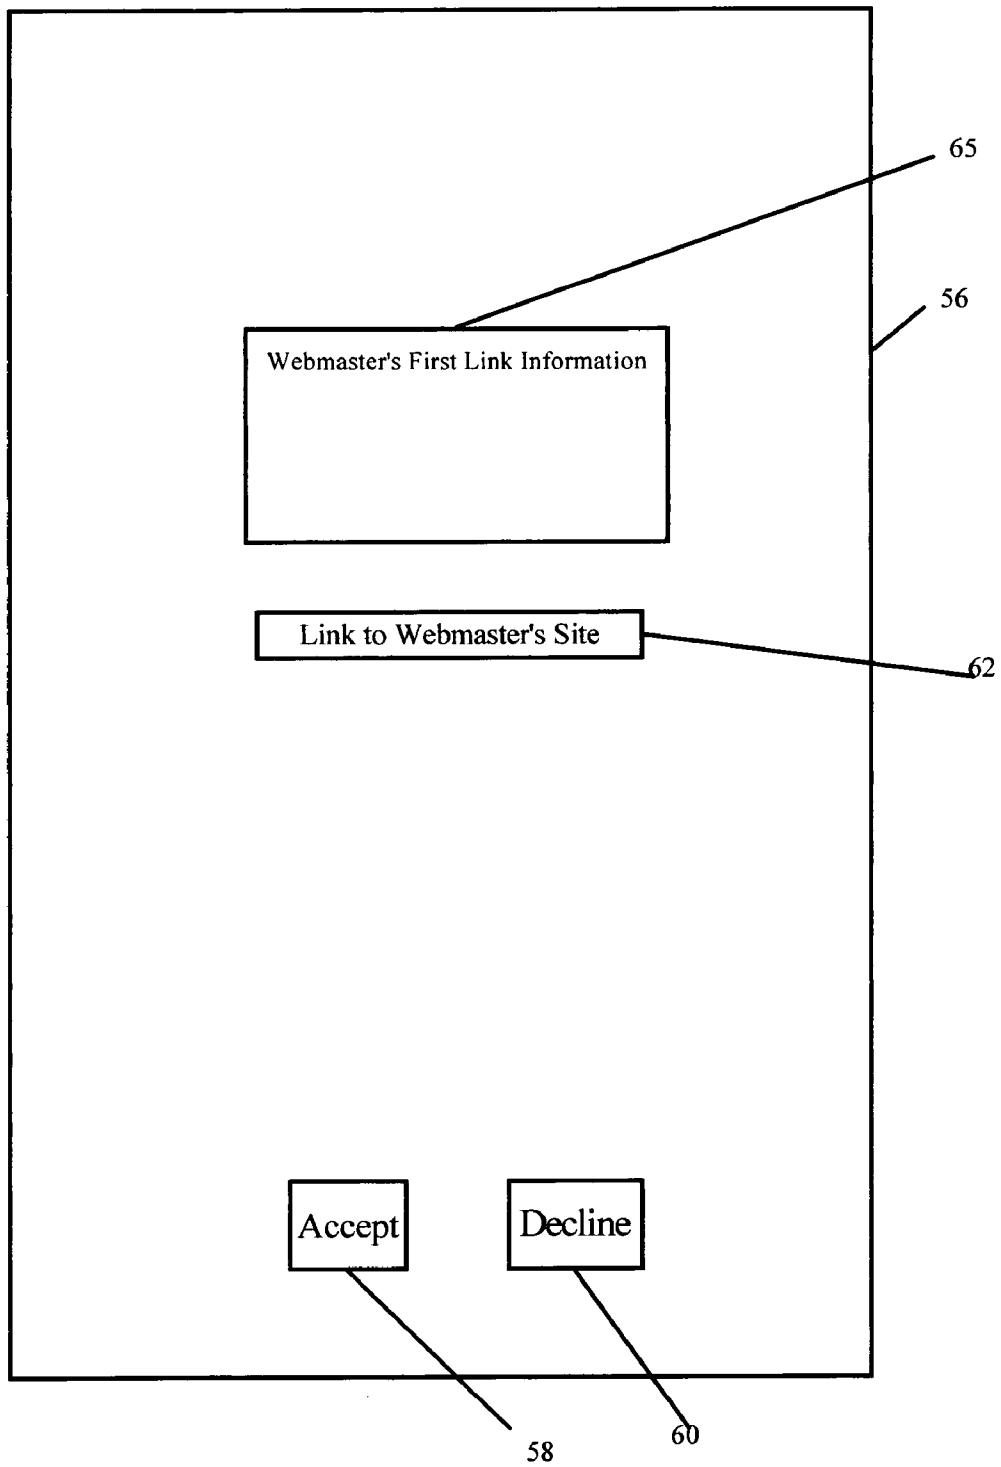 65
56
Webmaster's First Link Information
Link to Webmaster's Site
62
Accept
Decline
58
60